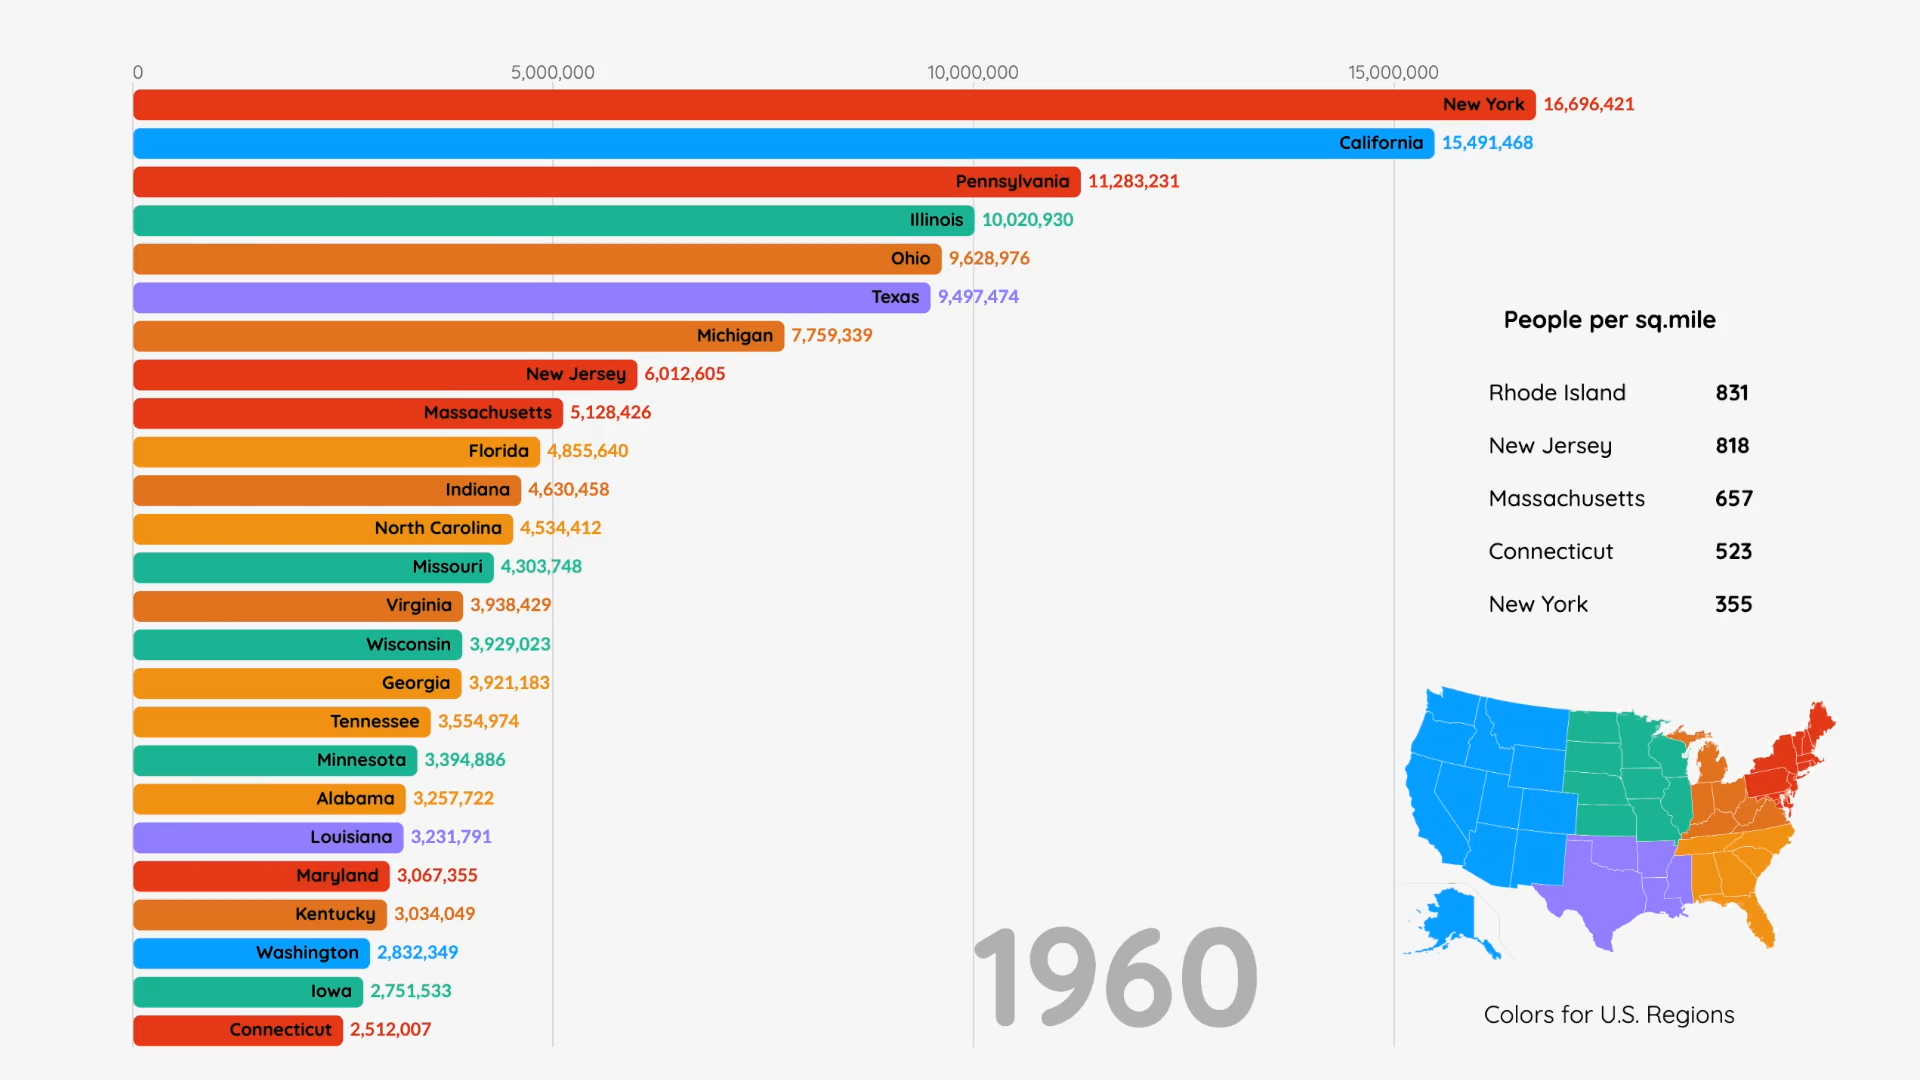 0 5,000,000 10,000,000 15,000,000
New York 16,696,421
California 15,491,468
Pennsylvania 11,283,231
Illinois 10,020,930
Ohio 9,628,976
Texas 9,497,474
Michigan 7,759,339
New Jersey 6,012,605
Massachusetts 5,128,426
Florida 4,855,640
Indiana 4,630,458
North Carolina 4,534,412
Missouri 4,303,748
Virginia 3,938,429
Wisconsin 3,929,023
Georgia 3,921,183
Tennessee 3,554,974
Minnesota 3,394,886
Alabama 3,257,722
Louisiana 3,231,791
Maryland 3,067,355
Kentucky 3,034,049
Washington 2,832,349
Iowa 2,751,533
Connecticut 2,512,007
1960
People per sq.mile
Rhode Island 831
New Jersey 818
Massachusetts 657
Connecticut 523
New York 355
Colors for U.S. Regions